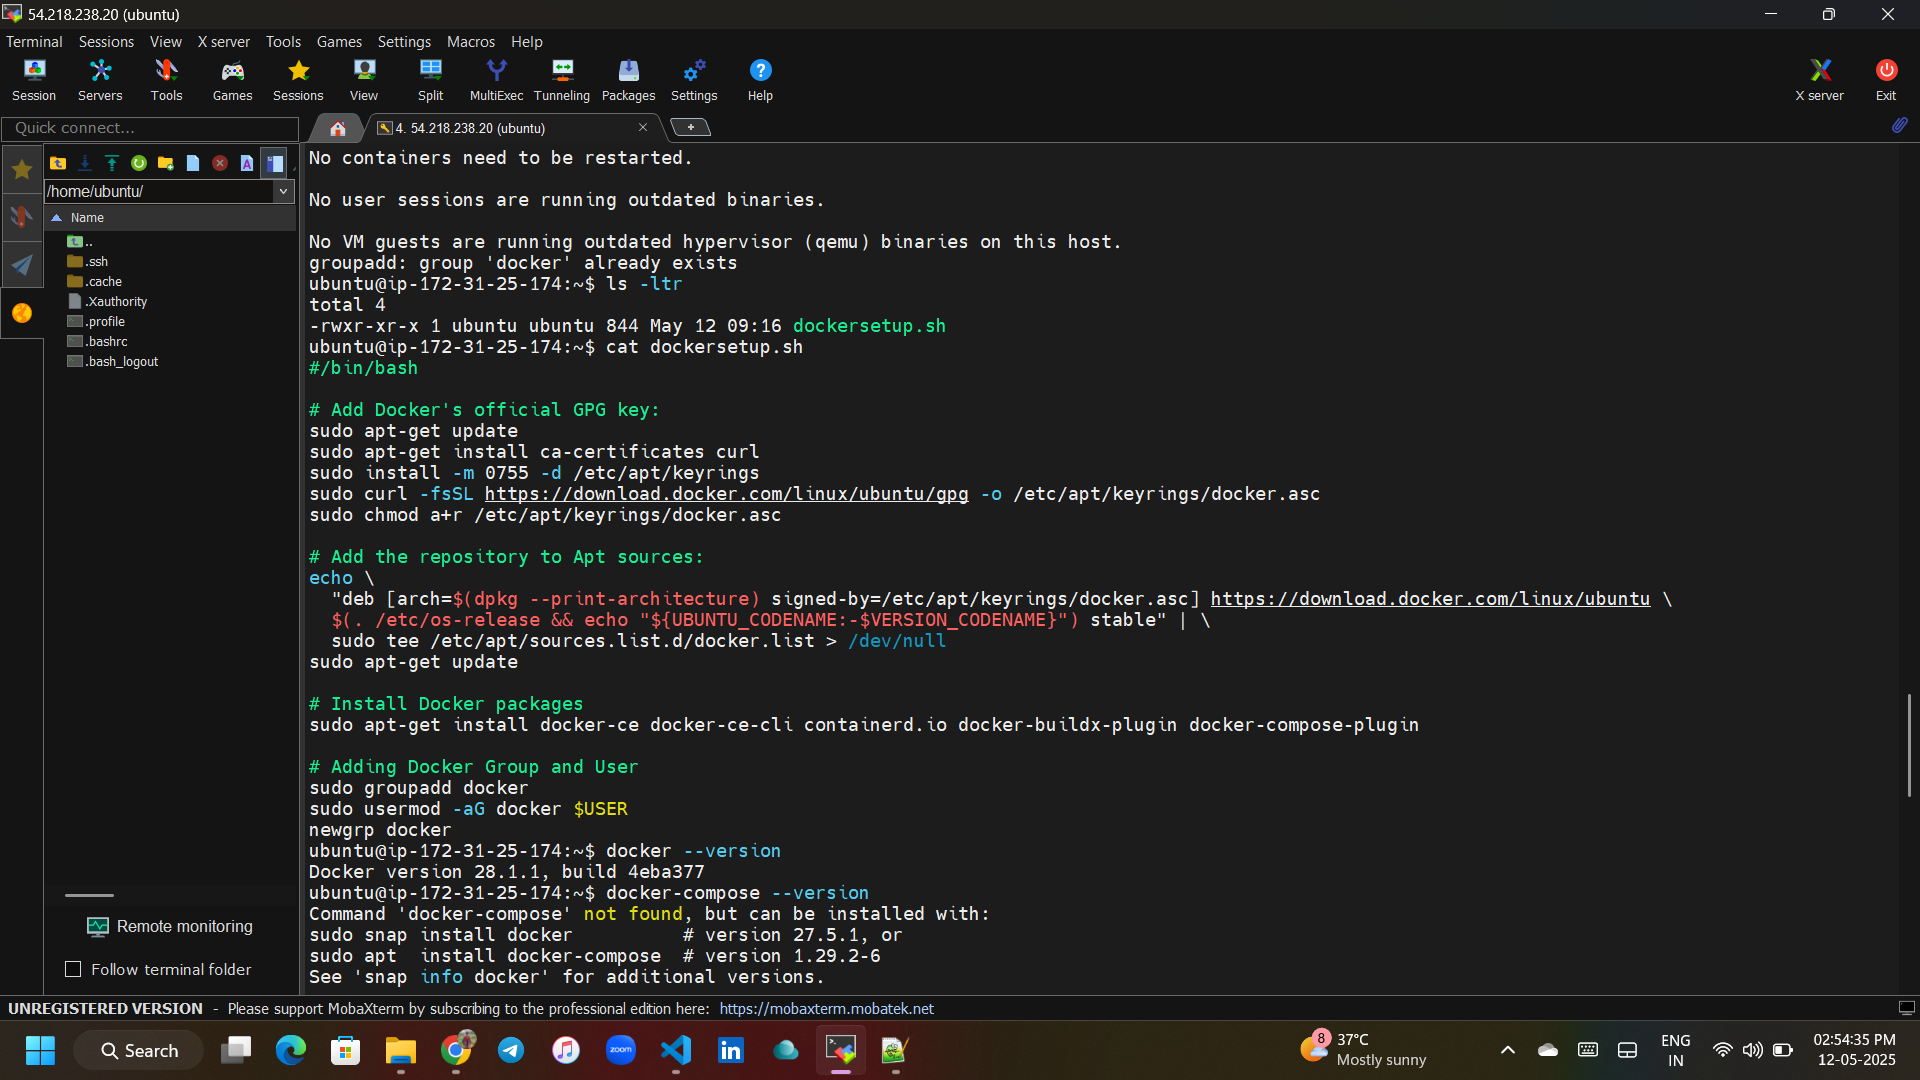 54.218.238.20 (ubuntu)
Terminal Sessions View X server Tools Games Settings Macros Help
Session Servers Tools Games Sessions View Split MultiExec Tunneling Packages Settings Help X server Exit
Quick connect...
4. 54.218.238.20 (ubuntu)
/home/ubuntu/
Name
..
.ssh
.cache
.Xauthority
.profile
.bashrc
.bash_logout
Remote monitoring
Follow terminal folder
No containers need to be restarted.
No user sessions are running outdated binaries.
No VM guests are running outdated hypervisor (qemu) binaries on this host.
groupadd: group 'docker' already exists
ubuntu@ip-172-31-25-174:~$ ls -ltr
total 4
-rwxr-xr-x 1 ubuntu ubuntu 844 May 12 09:16 dockersetup.sh
ubuntu@ip-172-31-25-174:~$ cat dockersetup.sh
#/bin/bash
# Add Docker's official GPG key:
sudo apt-get update
sudo apt-get install ca-certificates curl
sudo install -m 0755 -d /etc/apt/keyrings
sudo curl -fsSL https://download.docker.com/linux/ubuntu/gpg -o /etc/apt/keyrings/docker.asc
sudo chmod a+r /etc/apt/keyrings/docker.asc
# Add the repository to Apt sources:
echo \
"deb [arch=$(dpkg --print-architecture) signed-by=/etc/apt/keyrings/docker.asc] https://download.docker.com/linux/ubuntu \
$(. /etc/os-release && echo "${UBUNTU_CODENAME:-$VERSION_CODENAME}") stable" | \
sudo tee /etc/apt/sources.list.d/docker.list > /dev/null
sudo apt-get update
# Install Docker packages
sudo apt-get install docker-ce docker-ce-cli containerd.io docker-buildx-plugin docker-compose-plugin
# Adding Docker Group and User
sudo groupadd docker
sudo usermod -aG docker $USER
newgrp docker
ubuntu@ip-172-31-25-174:~$ docker --version
Docker version 28.1.1, build 4eba377
ubuntu@ip-172-31-25-174:~$ docker-compose --version
Command 'docker-compose' not found, but can be installed with:
sudo snap install docker # version 27.5.1, or
sudo apt install docker-compose # version 1.29.2-6
See 'snap info docker' for additional versions.
UNREGISTERED VERSION - Please support MobaXterm by subscribing to the professional edition here: https://mobaxterm.mobatek.net
Search
zoom
8
37°C
Mostly sunny
ENG
IN
02:54:35 PM
12-05-2025